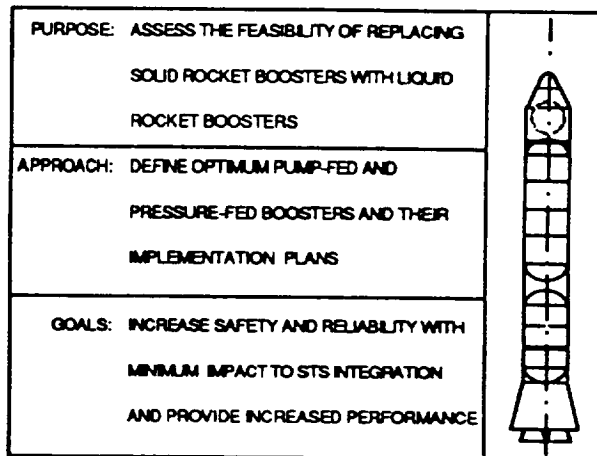 PURPOSE: ASSESS THE FEASIBILITY OF REPLACING
SOLID ROCKET BOOSTERS WITH LIQUID
ROCKET BOOSTERS
APPROACH: DEFINE OPTIMUM PUMP-FED AND
PRESSURE-FED BOOSTERS AND THEIR
IMPLEMENTATION PLANS
GOALS: INCREASE SAFETY AND RELIABILITY WITH
MINIMUM IMPACT TO STS INTEGRATION
AND PROVIDE INCREASED PERFORMANCE